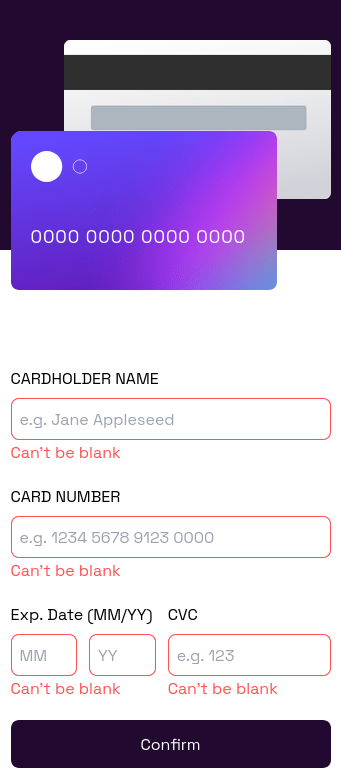 0000 0000 0000 0000
CARDHOLDER NAME
e.g. Jane Appleseed
Can't be blank
CARD NUMBER
e.g. 1234 5678 9123 0000
Can't be blank
Exp. Date (MM/YY) CVC
MM YY e.g. 123
Can't be blank Can't be blank
Confirm